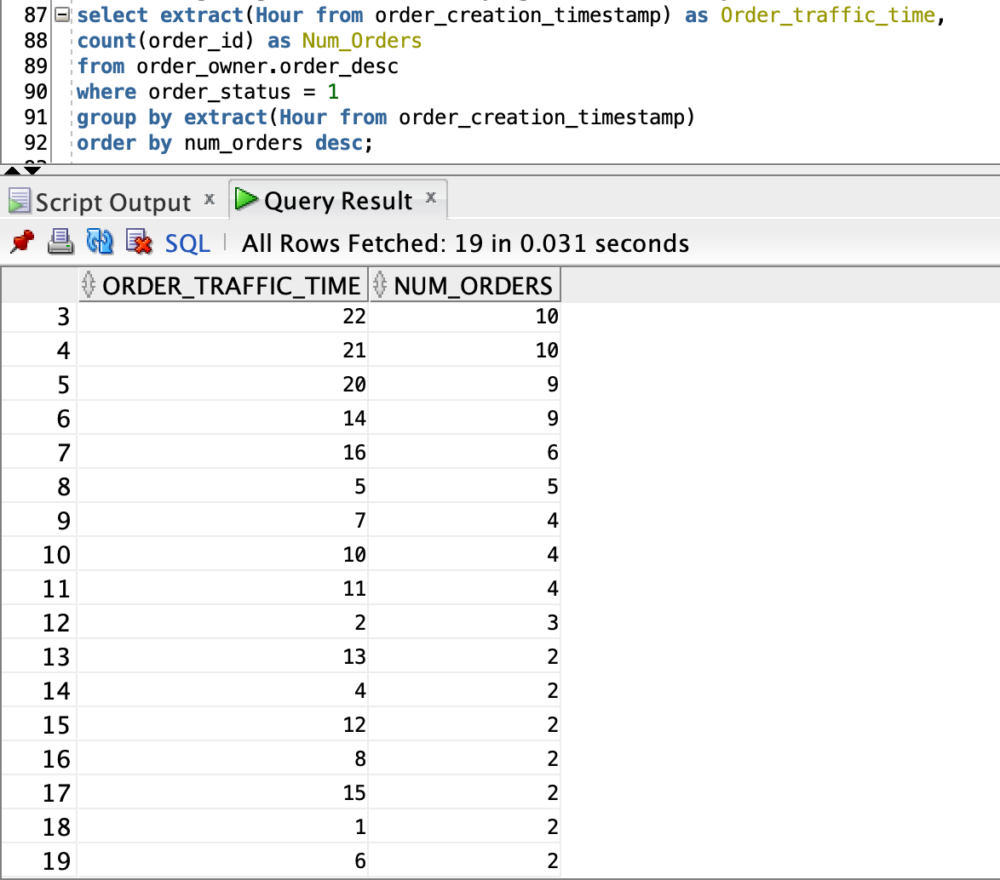 87 select extract(Hour from order_creation_timestamp) as Order_traffic_time,
88 count(order_id) as Num_Orders
89 from order_owner.order_desc
90 where order_status = 1
91 group by extract(Hour from order_creation_timestamp)
92 order by num_orders desc;
Script Output x Query Result x
SQL | All Rows Fetched: 19 in 0.031 seconds
ORDER_TRAFFIC_TIME NUM_ORDERS
3 22 10
4 21 10
5 20 9
6 14 9
7 16 6
8 5 5
9 7 4
10 10 4
11 11 4
12 2 3
13 13 2
14 4 2
15 12 2
16 8 2
17 15 2
18 1 2
19 6 2